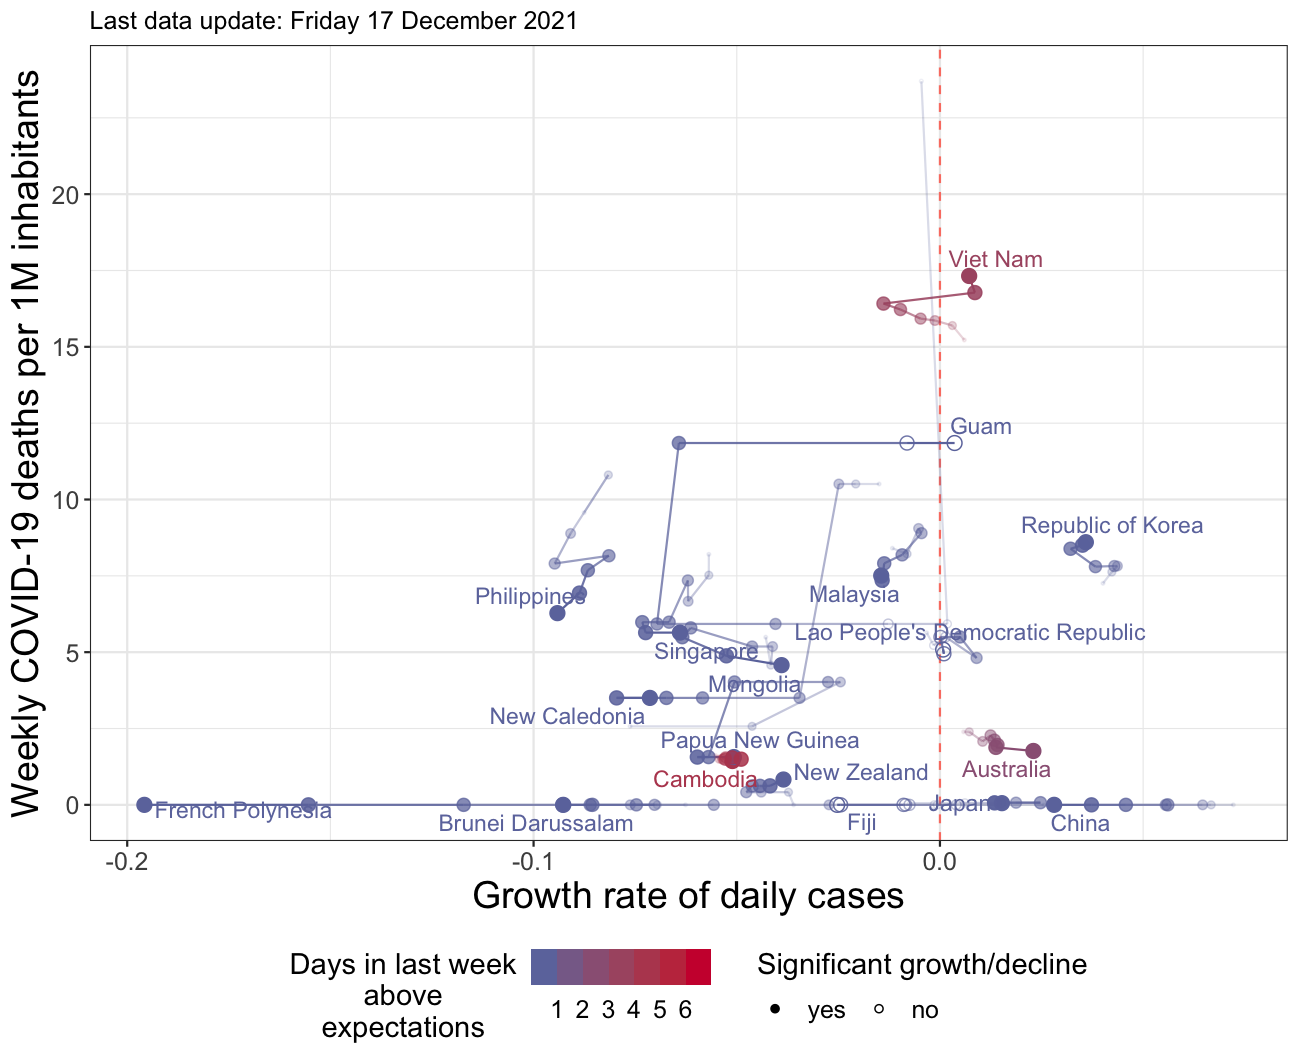 Last data update: Friday 17 December 2021
Weekly COVID-19 deaths per 1M inhabitants
20
15
10
5
0
Viet Nam
Guam
Republic of Korea
Philippines
Malaysia
Lao People's Democratic Republic
Singapore
Mongolia
New Caledonia
Papua New Guinea
Cambodia
New Zealand
Australia
French Polynesia
Japan
Brunei Darussalam
Fiji
China
-0.2
-0.1
0.0
Growth rate of daily cases
Days in last week
above
expectations
1 2 3 4 5 6
Significant growth/decline
yes no